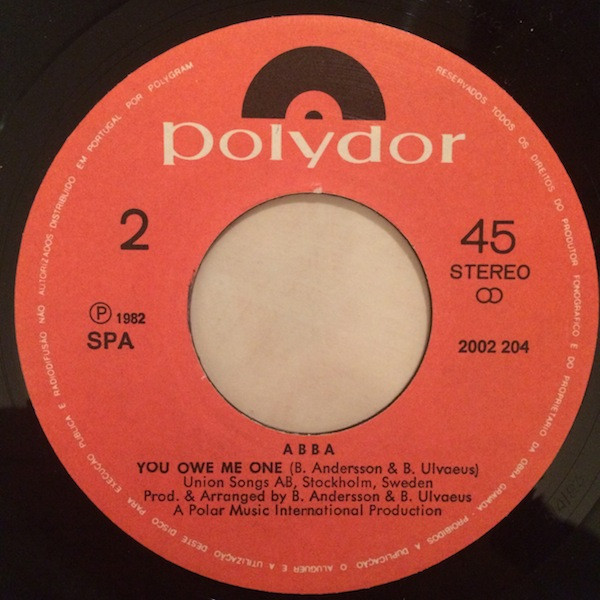 polydor
2
45
STEREO
℗ 1982
SPA
2002 204
ABBA
YOU OWE ME ONE (B. Andersson & B. Ulvaeus)
Union Songs AB, Stockholm, Sweden
Prod. & Arranged by B. Andersson & B. Ulvaeus
A Polar Music International Production
RESERVADOS TODOS OS DIREITOS DO PRODUTOR FONOGRÁFICO E DO PROPRIETÁRIO DA OBRA GRAVADA - PROIBIDOS A DUPLICAÇÃO O ALUGUER E A UTILIZAÇÃO DESTE DISCO PARA EXECUÇÃO PUBLICA E RADIODIFUSÃO NÃO AUTORIZADOS DISTRIBUIDO EM PORTUGAL POR POLYGRAM